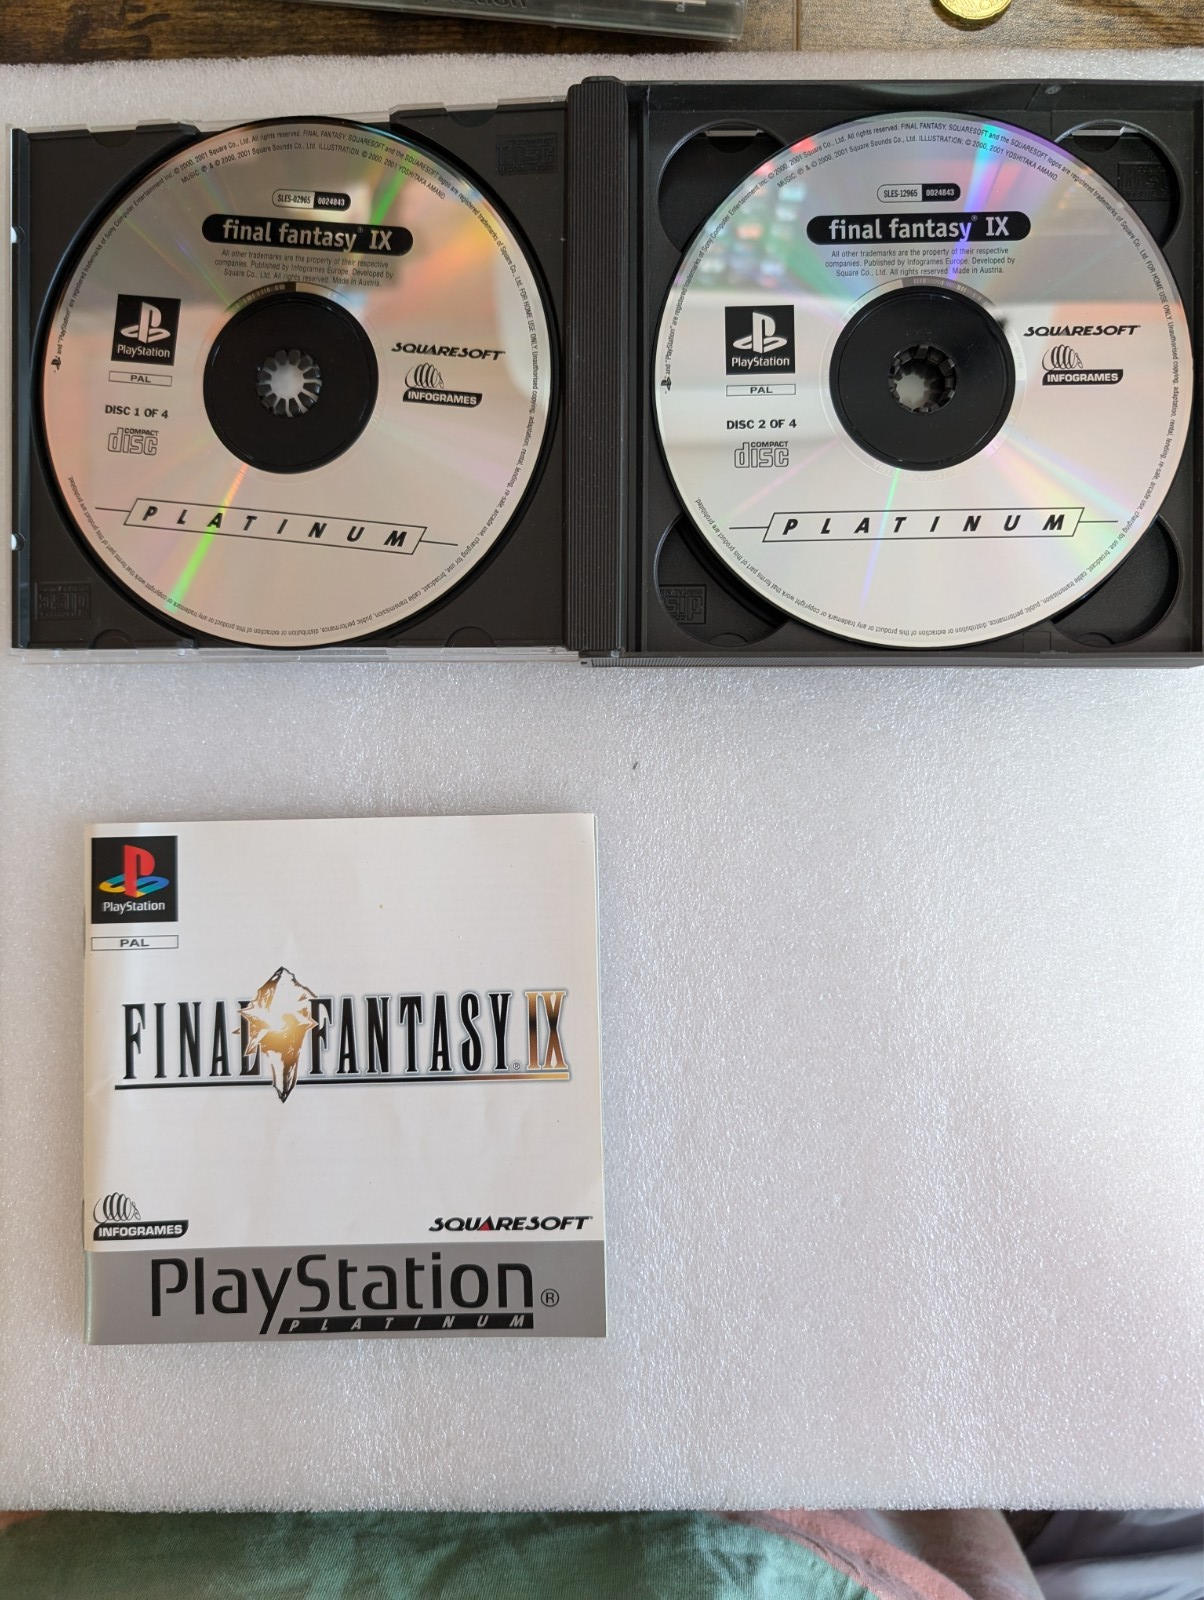 SLES-02965 0024843
final fantasy® IX
All other trademarks are the property of their respective
companies. Published by Infogrames Europe. Developed by
Square Co., Ltd. All rights reserved. Made in Austria.
PlayStation
PAL
SQUARESOFT
INFOGRAMES
DISC 1 OF 4
COMPACT
disc
PLATINUM
SLES-12965 0024843
final fantasy® IX
All other trademarks are the property of their respective
companies. Published by Infogrames Europe. Developed by
Square Co., Ltd. All rights reserved. Made in Austria.
PlayStation
PAL
SQUARESOFT
INFOGRAMES
DISC 2 OF 4
COMPACT
disc
PLATINUM
PlayStation
PAL
FINAL FANTASY® IX
INFOGRAMES
SQUARESOFT
PlayStation®
PLATINUM